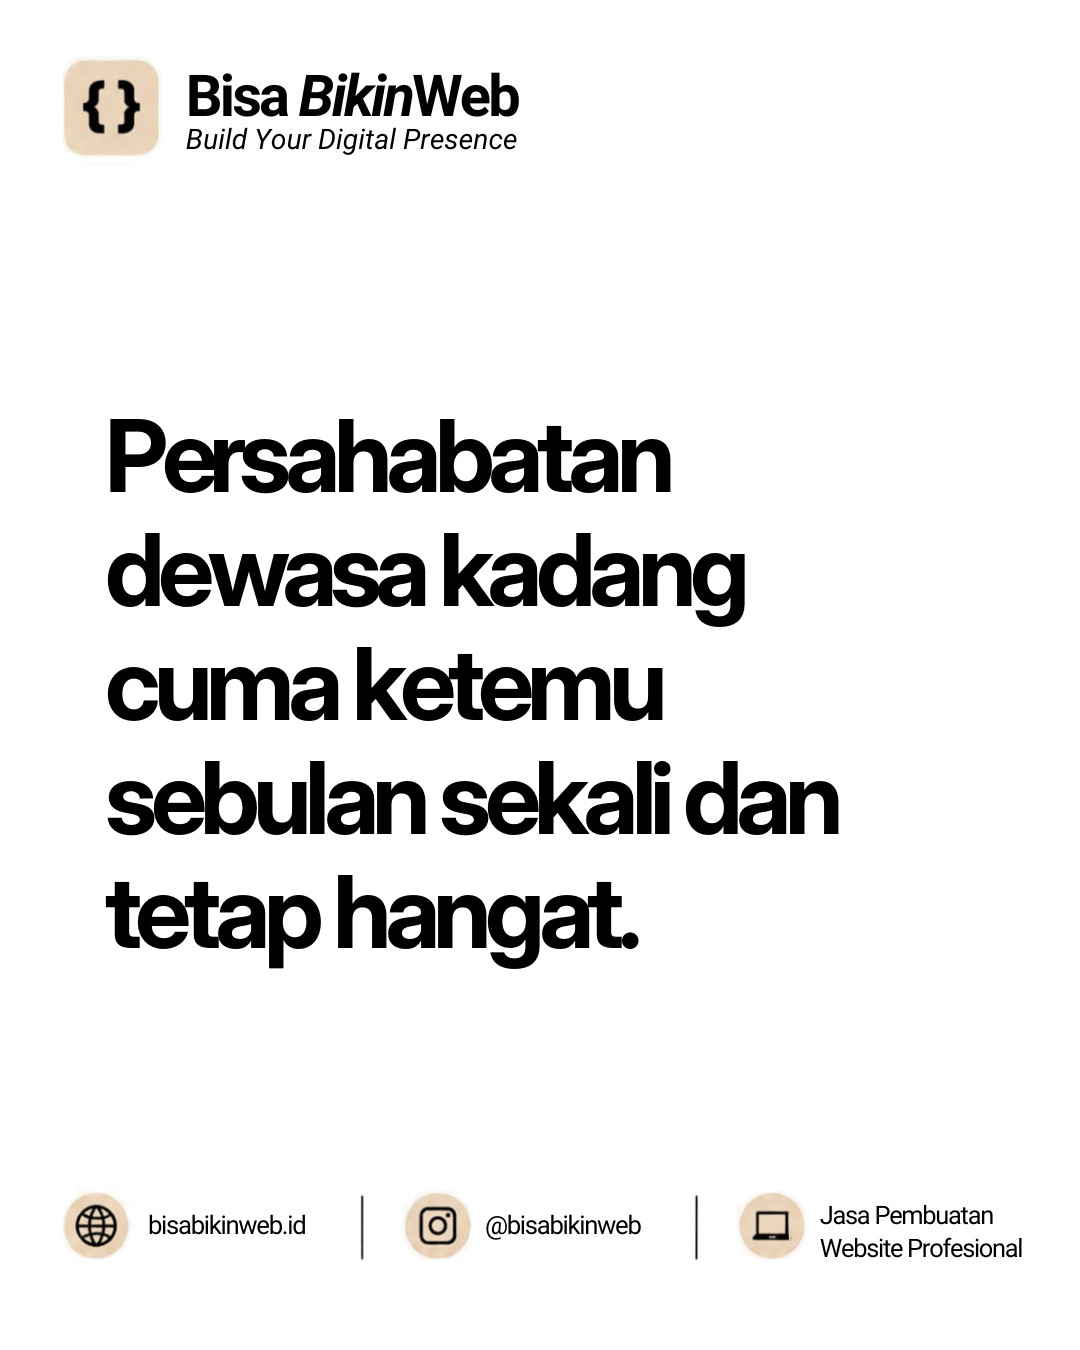 { }
Bisa BikinWeb
Build Your Digital Presence
Persahabatan
dewasa kadang
cuma ketemu
sebulan sekali dan
tetap hangat.
bisabikinweb.id
@bisabikinweb
Jasa Pembuatan
Website Profesional